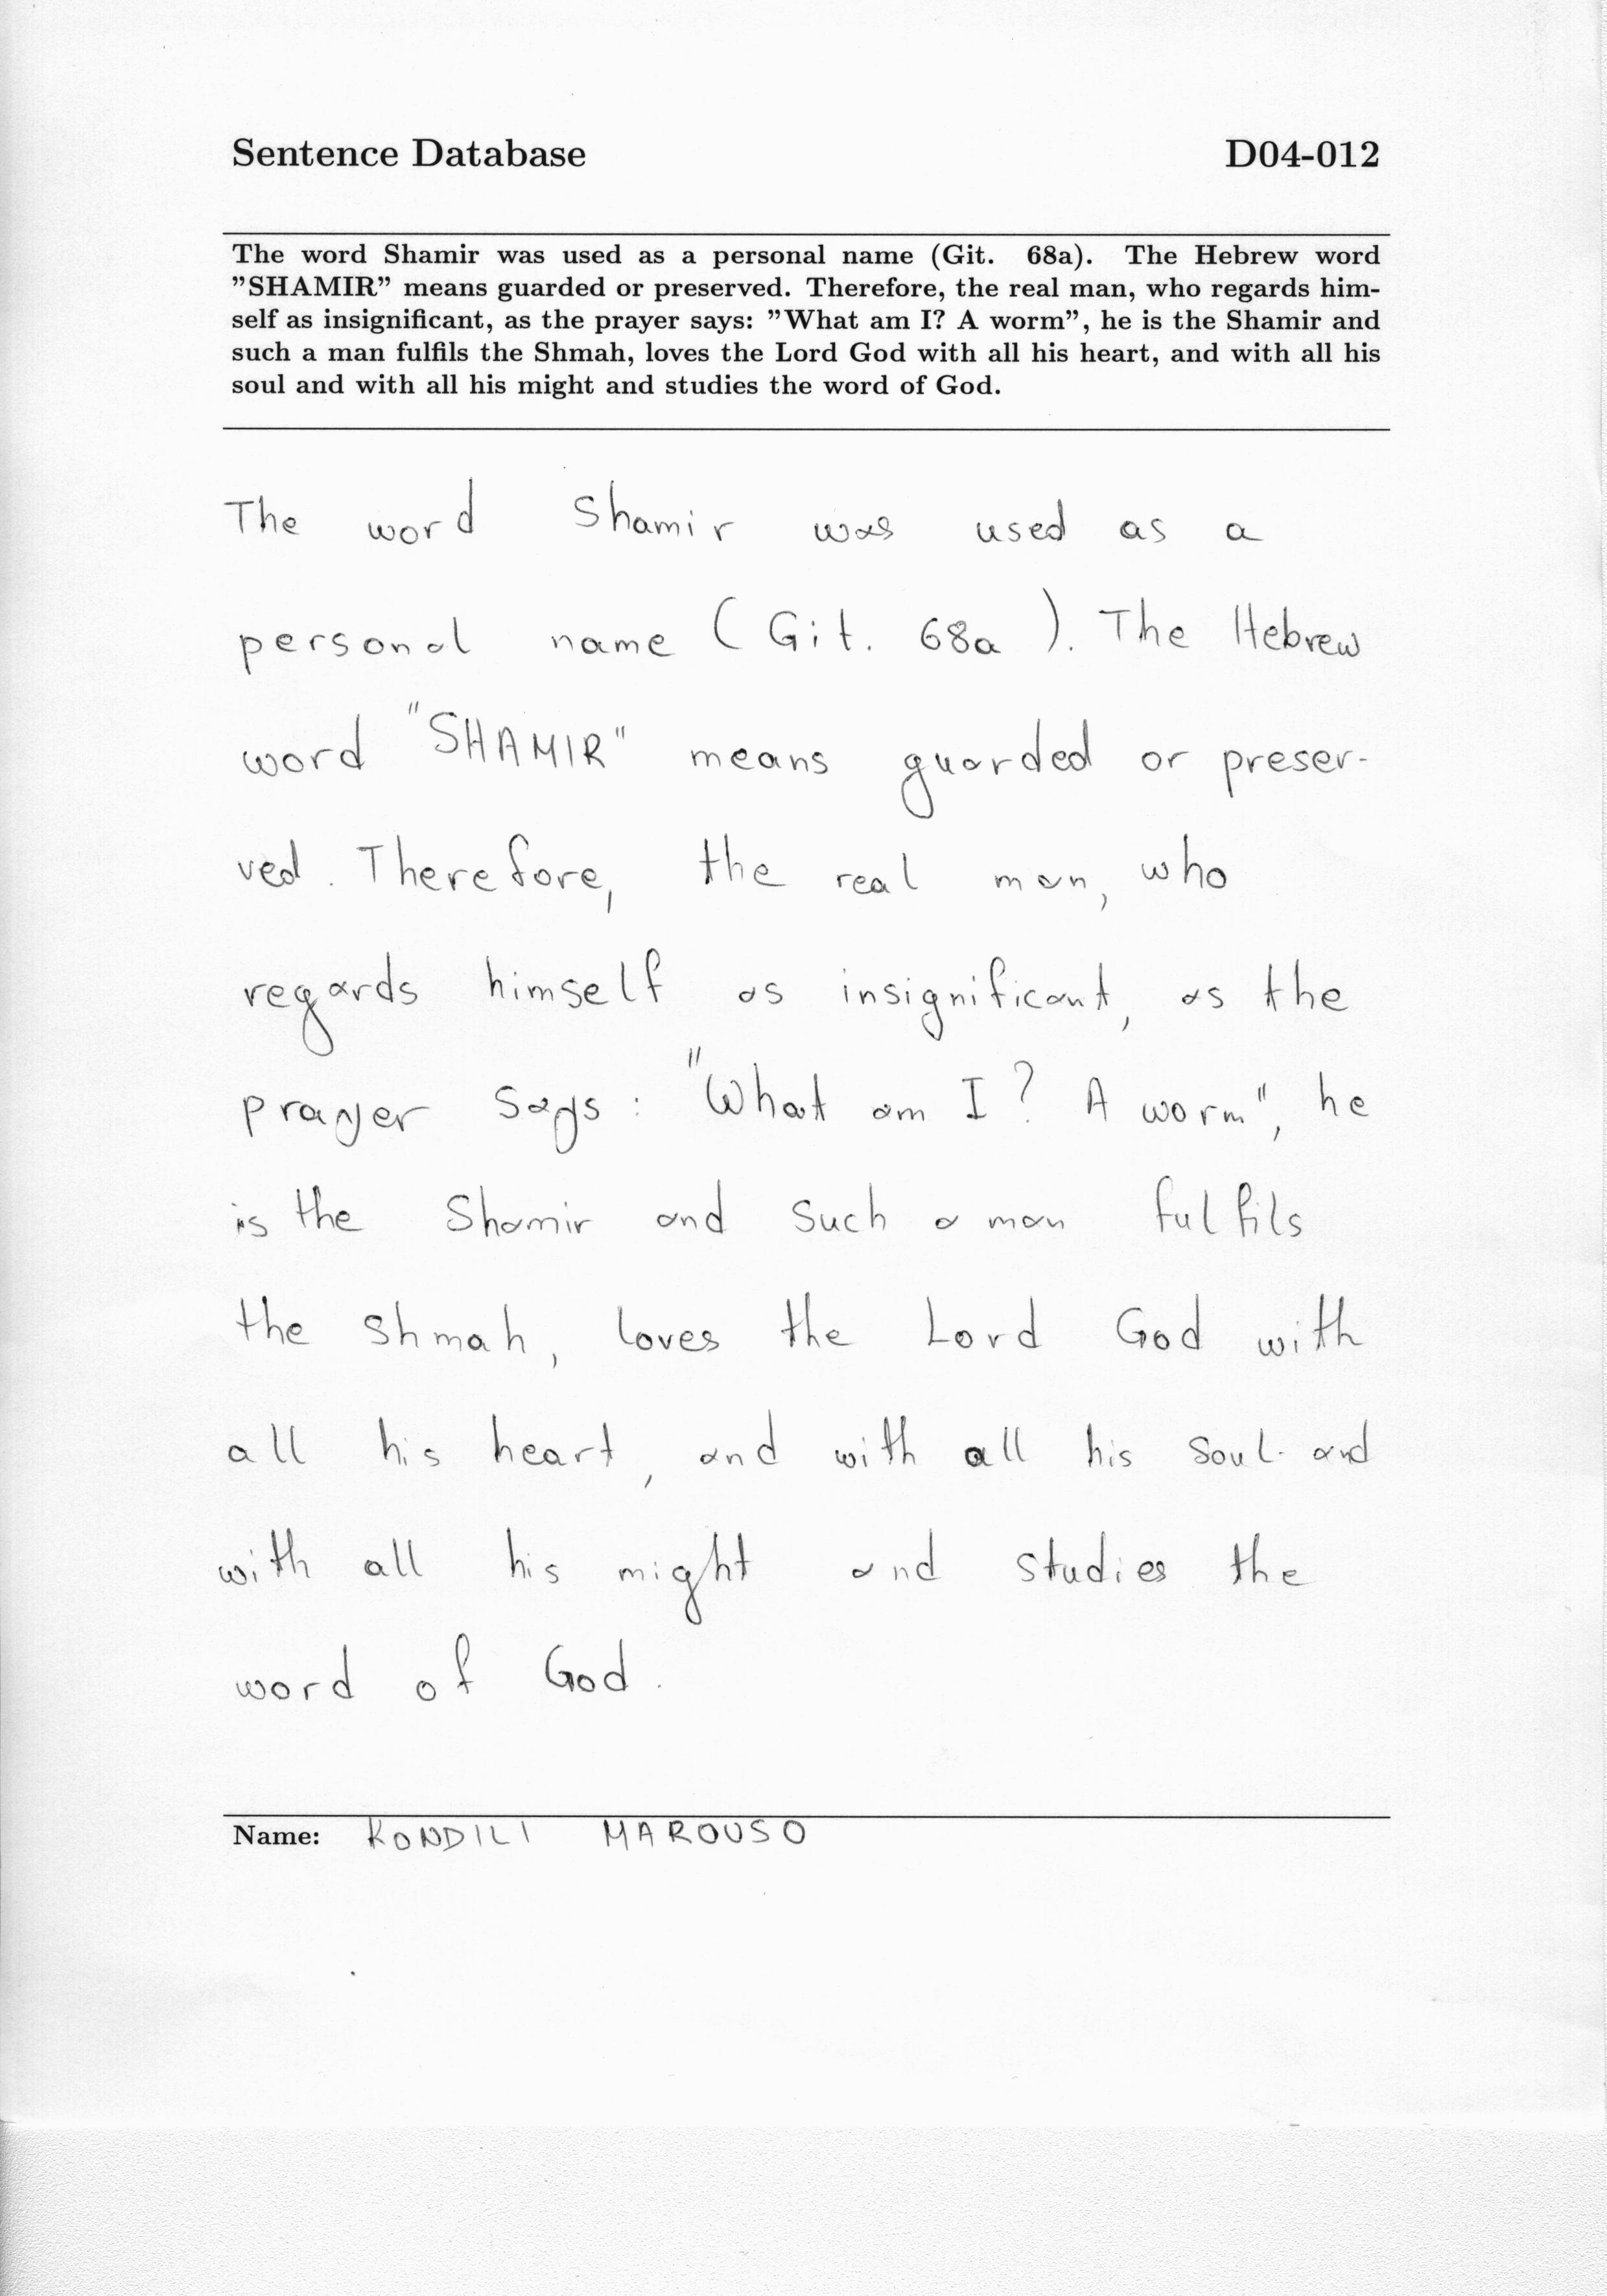 Sentence Database D04-012
The word Shamir was used as a personal name (Git. 68a). The Hebrew word
"SHAMIR" means guarded or preserved. Therefore, the real man, who regards him-
self as insignificant, as the prayer says: "What am I? A worm", he is the Shamir and
such a man fulfils the Shmah, loves the Lord God with all his heart, and with all his
soul and with all his might and studies the word of God.
The word Shamir was used as a
personal name (Git. 68a). The Hebrew
word "SHAMIR" means guarded or preser-
ved. Therefore, the real man, who
regards himself as insignificant, as the
prayer says: "What am I? A worm", he
is the Shamir and such a man fulfils
the Shmah, loves the Lord God with
all his heart, and with all his soul and
with all his might and studies the
word of God.
Name: KONDILI MAROUSO